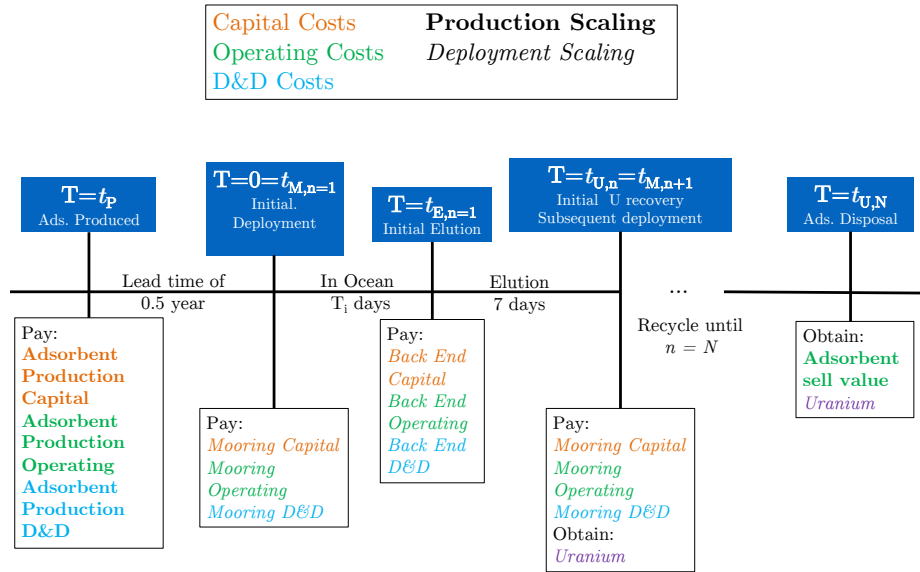 Capital Costs
Production Scaling
Operating Costs
Deployment Scaling
D&D Costs
T=t_P
Ads. Produced
T=0=t_M,n=1
Initial.
Deployment
T=t_E,n=1
Initial Elution
T=t_U,n=t_M,n+1
Initial U recovery
Subsequent deployment
T=t_U,N
Ads. Disposal
Lead time of
0.5 year
In Ocean
T_i days
Elution
7 days
...
Recycle until
n = N
Pay:
Adsorbent
Production
Capital
Adsorbent
Production
Operating
Adsorbent
Production
D&D
Pay:
Mooring Capital
Mooring
Operating
Mooring D&D
Pay:
Back End
Capital
Back End
Operating
Back End
D&D
Pay:
Mooring Capital
Mooring
Operating
Mooring D&D
Obtain:
Uranium
Obtain:
Adsorbent
sell value
Uranium